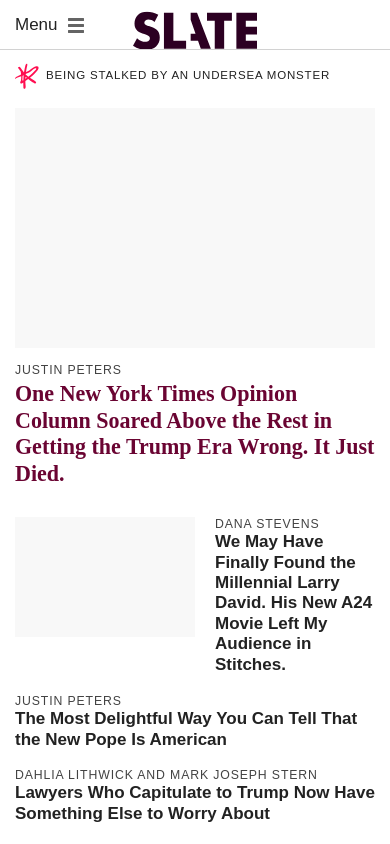 Menu
SLATE
BEING STALKED BY AN UNDERSEA MONSTER
JUSTIN PETERS
One New York Times Opinion
Column Soared Above the Rest in
Getting the Trump Era Wrong. It Just
Died.
DANA STEVENS
We May Have
Finally Found the
Millennial Larry
David. His New A24
Movie Left My
Audience in
Stitches.
JUSTIN PETERS
The Most Delightful Way You Can Tell That
the New Pope Is American
DAHLIA LITHWICK AND MARK JOSEPH STERN
Lawyers Who Capitulate to Trump Now Have
Something Else to Worry About